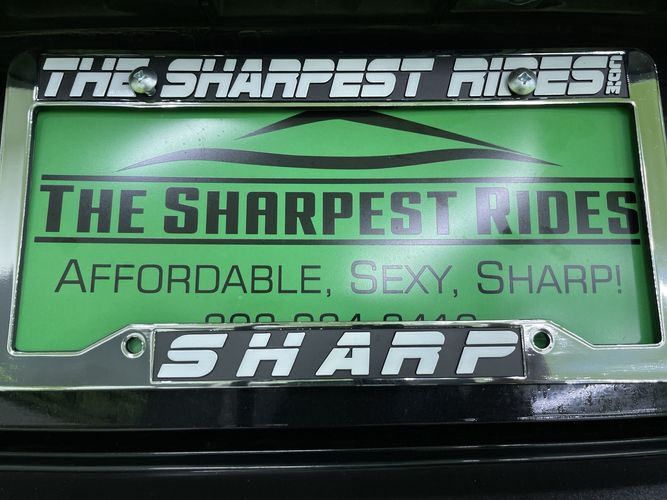 THE SHARPEST RIDES
.COM
THE SHARPEST RIDES
AFFORDABLE, SEXY, SHARP!
SHARP